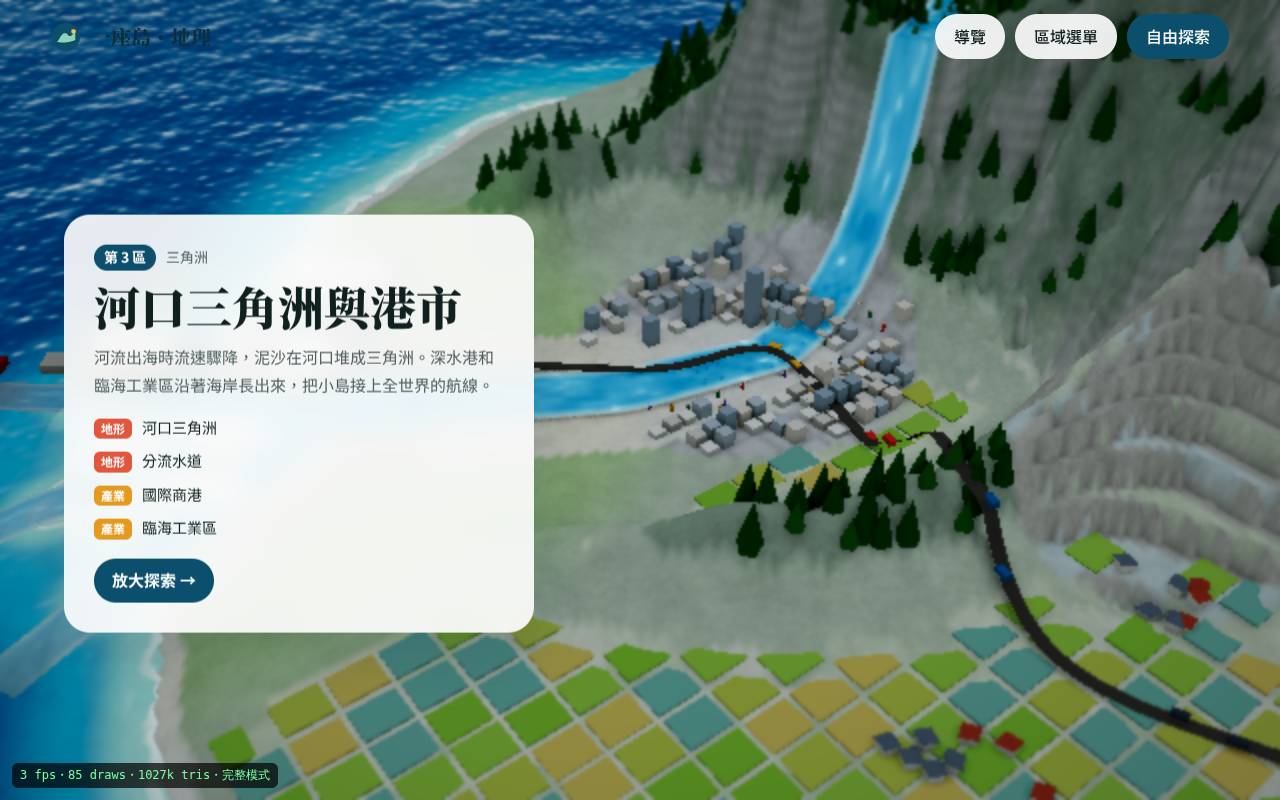 一座島・地理
導覽
區域選單
自由探索
第 3 區 三角洲
河口三角洲與港市
河流出海時流速驟降，泥沙在河口堆成三角洲。深水港和
臨海工業區沿著海岸長出來，把小島接上全世界的航線。
地形 河口三角洲
地形 分流水道
產業 國際商港
產業 臨海工業區
放大探索 →
3 fps · 85 draws · 1027k tris · 完整模式